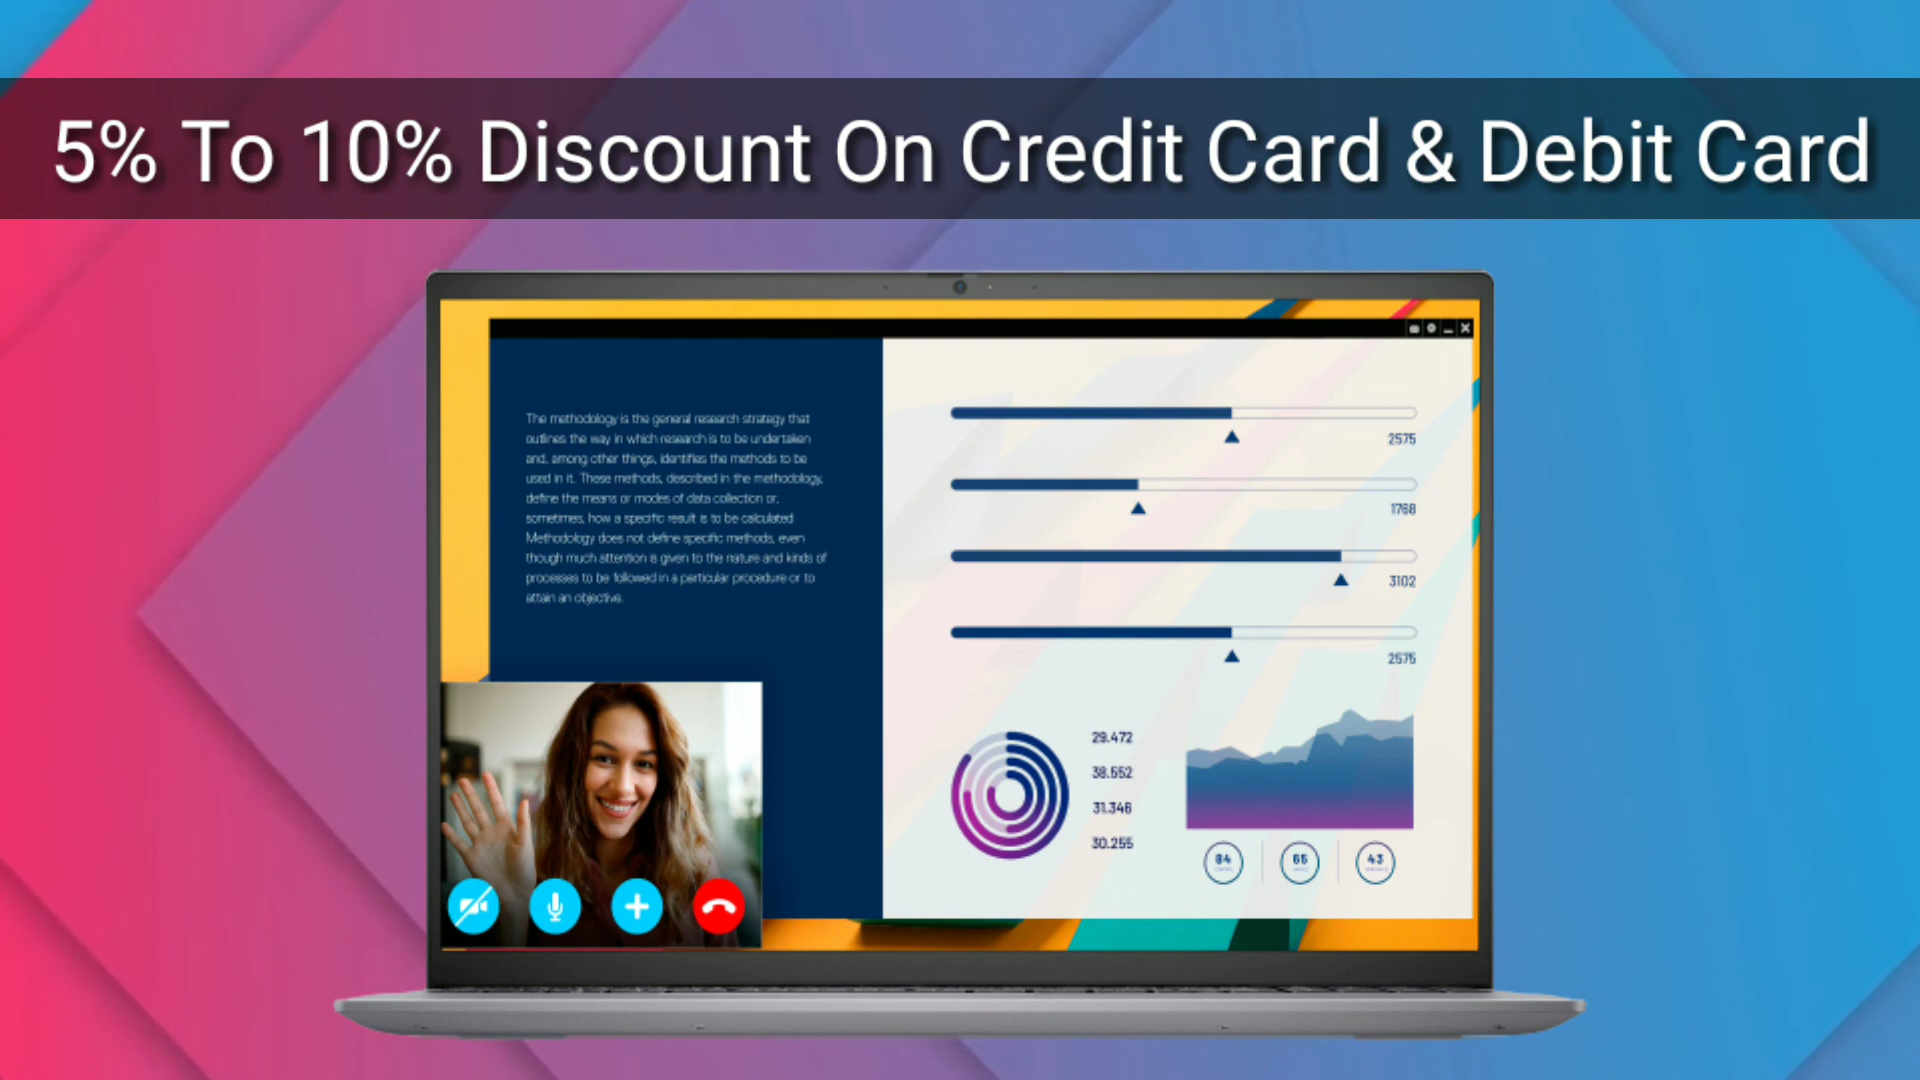 5% To 10% Discount On Credit Card & Debit Card
The methodology is the general research strategy that
outlines the way in which research is to be undertaken
and, among other things, identifies the methods to be
used in it. These methods, described in the methodology,
define the means or modes of data collection or,
sometimes, how a specific result is to be calculated
Methodology does not define specific methods, even
though much attention is given to the nature and kinds of
processes to be followed in a particular procedure or to
attain an objective.
2575
1768
3102
2575
29.472
38.552
31.346
30.255
84
65
43